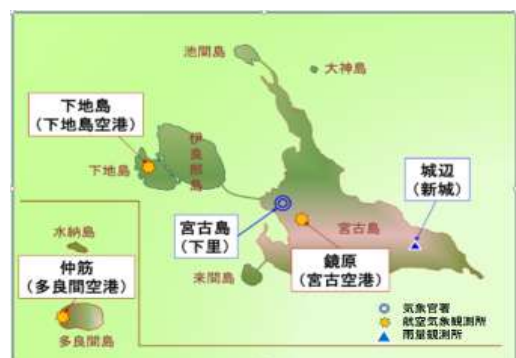 池間島
大神島
下地島
(下地島空港)
伊良部島
下地島
城辺
(新城)
宮古島
(下里)
宮古島
鏡原
(宮古空港)
来間島
水納島
仲筋
(多良間空港)
多良間島
気象官署
航空気象観測所
雨量観測所